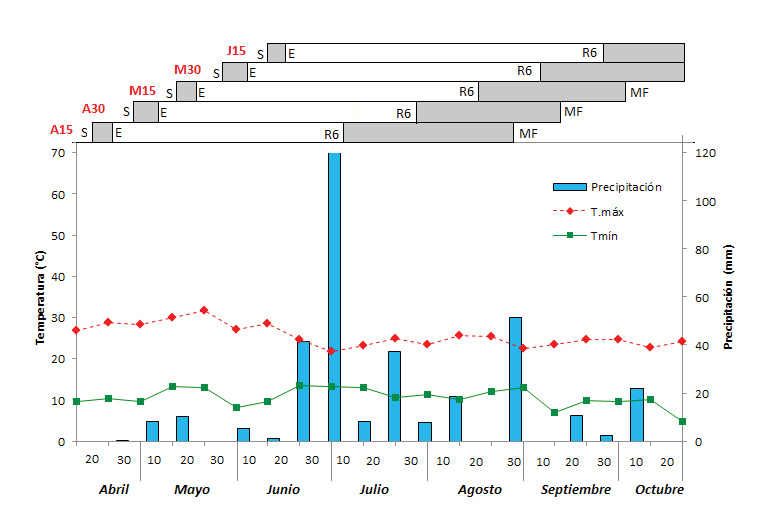 J15 S E R6
M30 S E R6
M15 S E R6 MF
A30 S E R6 MF
A15 S E R6 MF
70 120
60 100
50 80
40
30 60
20 40
10 20
0 0
Temperatura (°C)
Precipitación (mm)
Precipitación
T.máx
Tmín
20 30 10 20 30 10 20 30 10 20 30 10 20 30 10 20 30 10 20
Abril Mayo Junio Julio Agosto Septiembre Octubre